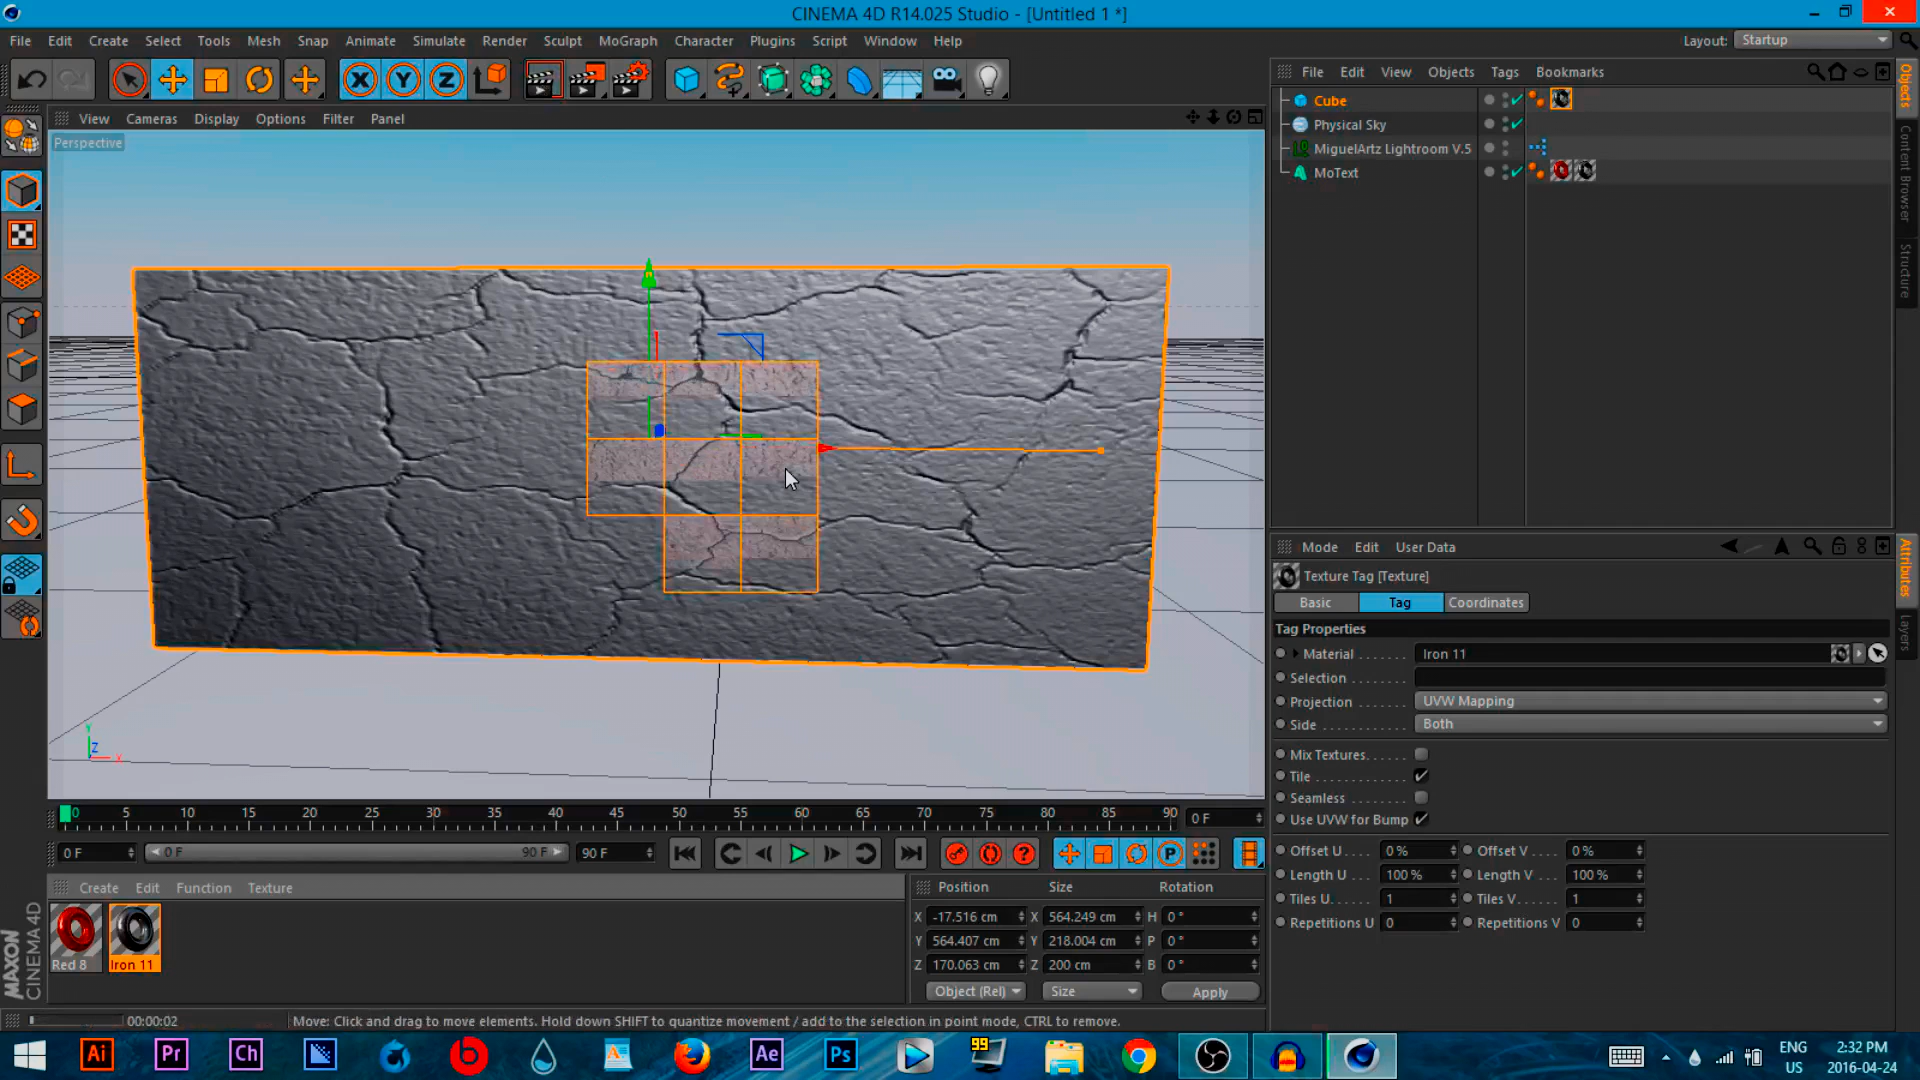 CINEMA 4D R14.025 Studio - [Untitled 1 *]
File Edit Create Select Tools Mesh Snap Animate Simulate Render Sculpt MoGraph Character Plugins Script Window Help Layout: Startup
X Y Z
File Edit View Objects Tags Bookmarks
View Cameras Display Options Filter Panel
Perspective
Cube
Physical Sky
MiguelArtz Lightroom V.5
MoText
Objects
Content Browser
Structure
Mode Edit User Data
Texture Tag [Texture]
Basic Tag Coordinates
Tag Properties
Material Iron 11
Selection
Projection UVW Mapping
Side Both
Mix Textures
Tile
Seamless
Use UVW for Bump
Offset U 0 % Offset V 0 %
Length U 100 % Length V 100 %
Tiles U 1 Tiles V 1
Repetitions U 0 Repetitions V 0
Attributes
Layers
Y
Z
X
0 5 10 15 20 25 30 35 40 45 50 55 60 65 70 75 80 85 90 0 F
0 F 0 F 90 F 90 F
P
Create Edit Function Texture
Red 8 Iron 11
MAXON
CINEMA 4D
Position Size Rotation
X -17.516 cm X 564.249 cm H 0 °
Y 564.407 cm Y 218.004 cm P 0 °
Z 170.063 cm Z 200 cm B 0 °
Object (Rel) Size Apply
00:00:02 Move: Click and drag to move elements. Hold down SHIFT to quantize movement / add to the selection in point mode, CTRL to remove.
Ai Pr Ch Ae Ps 99
ENG
US
2:32 PM
2016-04-24